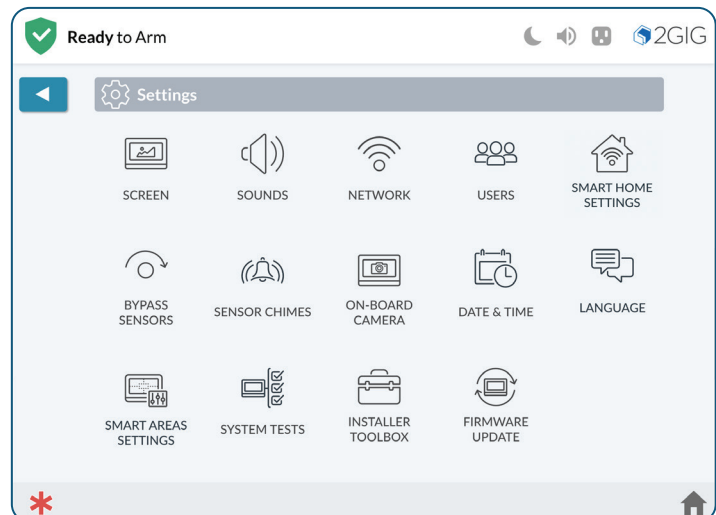 Ready to Arm
2GIG
Settings
SCREEN
SOUNDS
NETWORK
USERS
SMART HOME
SETTINGS
BYPASS
SENSORS
SENSOR CHIMES
ON-BOARD
CAMERA
DATE & TIME
LANGUAGE
SMART AREAS
SETTINGS
SYSTEM TESTS
INSTALLER
TOOLBOX
FIRMWARE
UPDATE